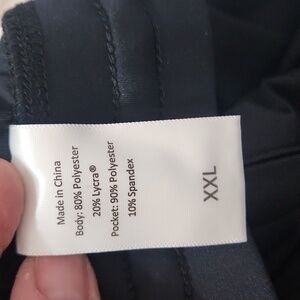 Made in China
Body: 80% Polyester
20% Lycra®
Pocket: 90% Polyester
10% Spandex
XXL